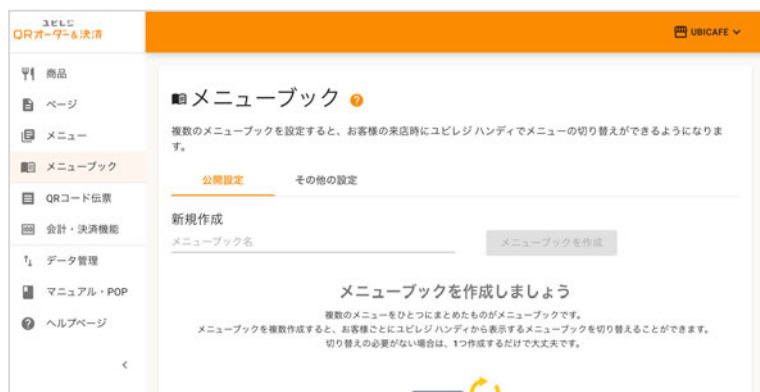 ユビレジ
QRオーダー&決済
UBICAFE
商品
ページ
メニュー
メニューブック
QRコード伝票
会計・決済機能
データ管理
マニュアル・POP
ヘルプページ
メニューブック
複数のメニューブックを設定すると、お客様の来店時にユビレジ ハンディでメニューの切り替えができるようになりま
す。
公開設定 その他の設定
新規作成
メニューブック名 メニューブックを作成
メニューブックを作成しましょう
複数のメニューをひとつにまとめたものがメニューブックです。
メニューブックを複数作成すると、お客様ごとにユビレジ ハンディから表示するメニューブックを切り替えることができます。
切り替えの必要がない場合は、1つ作成するだけで大丈夫です。